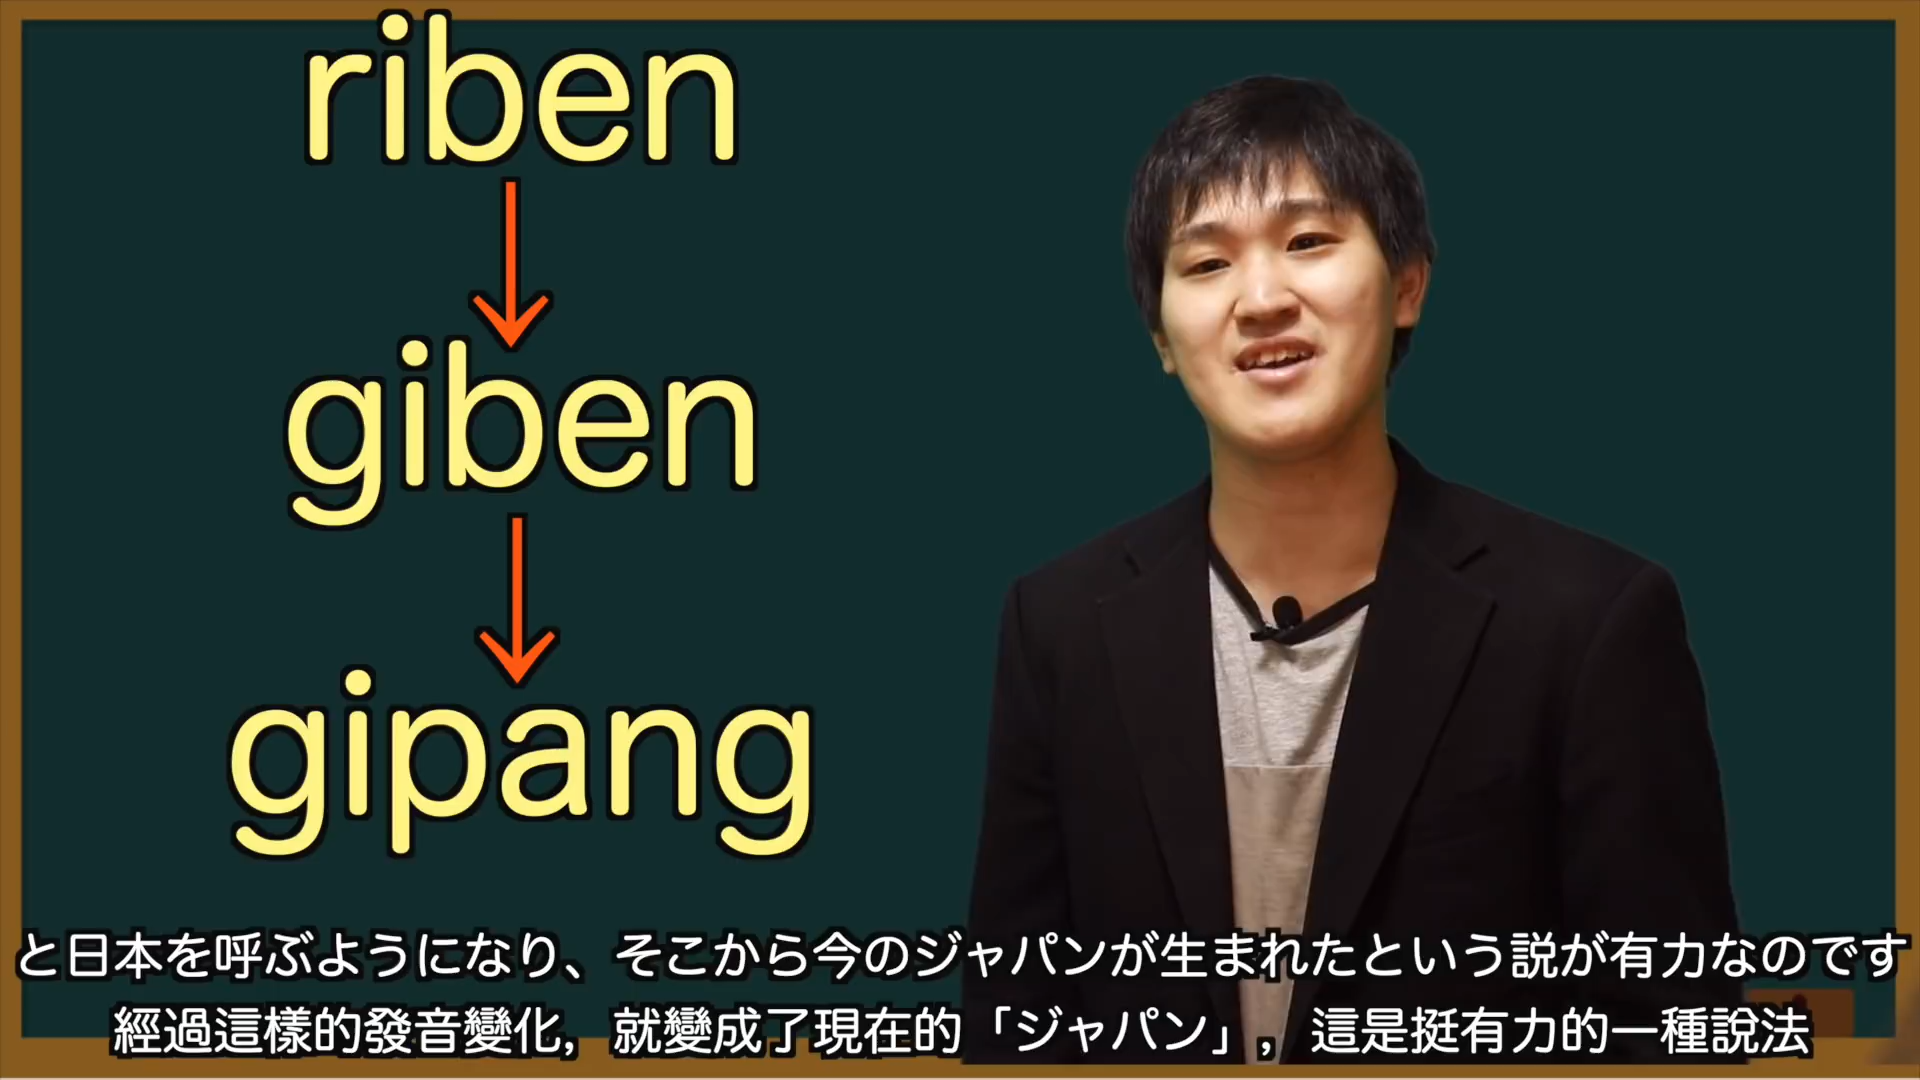 riben
giben
gipang
と日本を呼ぶようになり、そこから今のジャパンが生まれたという説が有力なのです
經過這樣的發音變化，就變成了現在的「ジャパン」，這是挺有力的一種說法